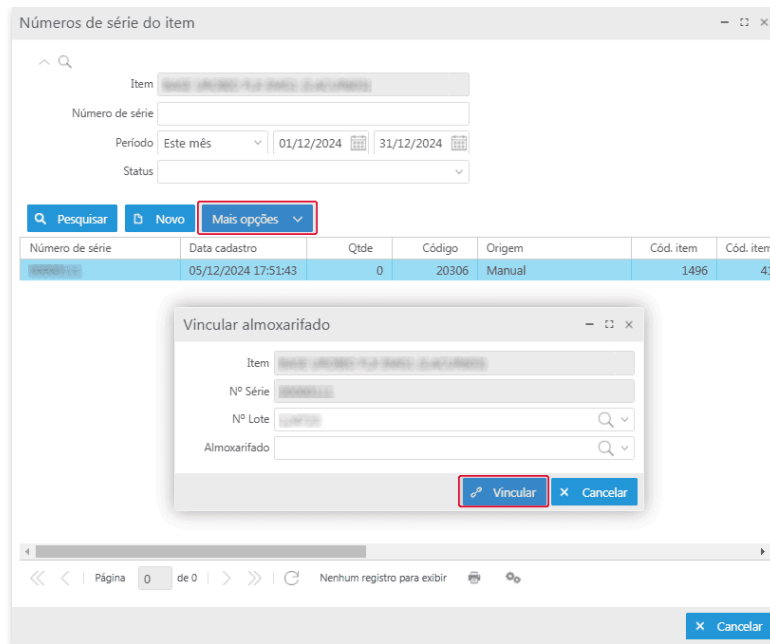 Números de série do item
Item
Número de série
Período Este mês 01/12/2024 31/12/2024
Status
Pesquisar Novo Mais opções
Número de série Data cadastro Qtde Código Origem Cód. item Cód. item
05/12/2024 17:51:43 0 20306 Manual 1496 41
Vincular almoxarifado
Item
Nº Série
Nº Lote
Almoxarifado
Vincular Cancelar
Página 0 de 0 Nenhum registro para exibir
Cancelar